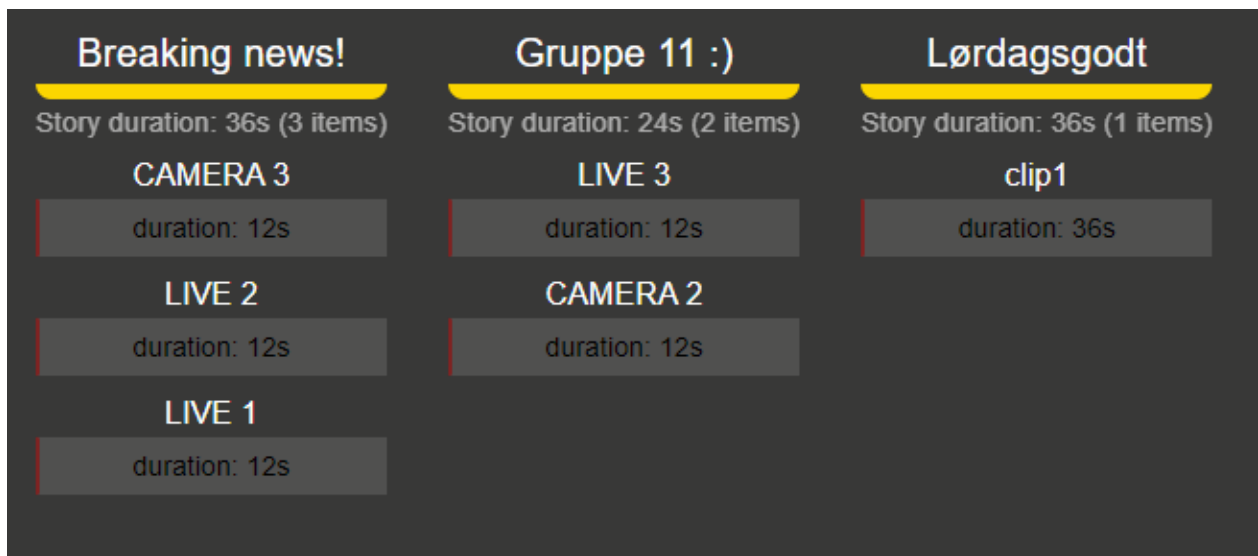 Breaking news!
Story duration: 36s (3 items)
CAMERA 3
duration: 12s
LIVE 2
duration: 12s
LIVE 1
duration: 12s
Gruppe 11 :)
Story duration: 24s (2 items)
LIVE 3
duration: 12s
CAMERA 2
duration: 12s
Lørdagsgodt
Story duration: 36s (1 items)
clip1
duration: 36s